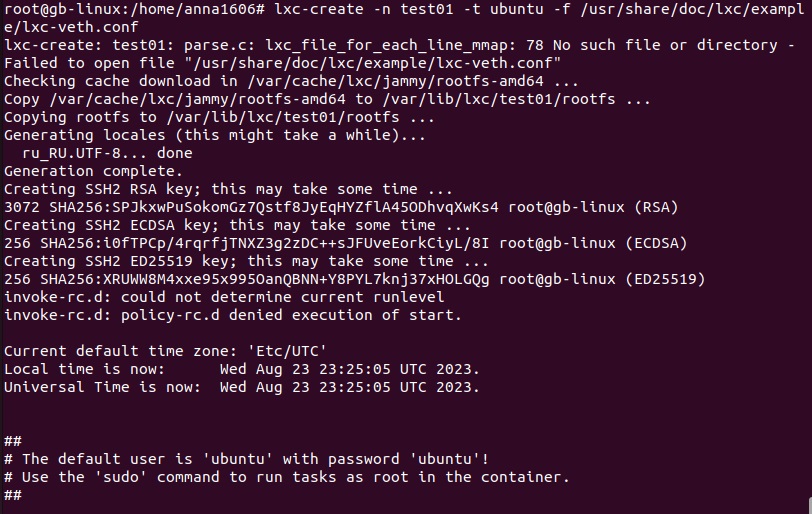 root@gb-linux:/home/anna1606# lxc-create -n test01 -t ubuntu -f /usr/share/doc/lxc/exampl
e/lxc-veth.conf
lxc-create: test01: parse.c: lxc_file_for_each_line_mmap: 78 No such file or directory -
Failed to open file "/usr/share/doc/lxc/example/lxc-veth.conf"
Checking cache download in /var/cache/lxc/jammy/rootfs-amd64 ...
Copy /var/cache/lxc/jammy/rootfs-amd64 to /var/lib/lxc/test01/rootfs ...
Copying rootfs to /var/lib/lxc/test01/rootfs ...
Generating locales (this might take a while)...
  ru_RU.UTF-8... done
Generation complete.
Creating SSH2 RSA key; this may take some time ...
3072 SHA256:SPJkxwPuSokomGz7Qstf8JyEqHYZflA45ODhvqXwKs4 root@gb-linux (RSA)
Creating SSH2 ECDSA key; this may take some time ...
256 SHA256:i0fTPCp/4rqrfjTNXZ3g2zDC++sJFUveEorkCiyL/8I root@gb-linux (ECDSA)
Creating SSH2 ED25519 key; this may take some time ...
256 SHA256:XRUWW8M4xxe95x995OanQBNN+Y8PYL7knj37xHOLGQg root@gb-linux (ED25519)
invoke-rc.d: could not determine current runlevel
invoke-rc.d: policy-rc.d denied execution of start.
Current default time zone: 'Etc/UTC'
Local time is now:      Wed Aug 23 23:25:05 UTC 2023.
Universal Time is now:  Wed Aug 23 23:25:05 UTC 2023.
##
# The default user is 'ubuntu' with password 'ubuntu'!
# Use the 'sudo' command to run tasks as root in the container.
##